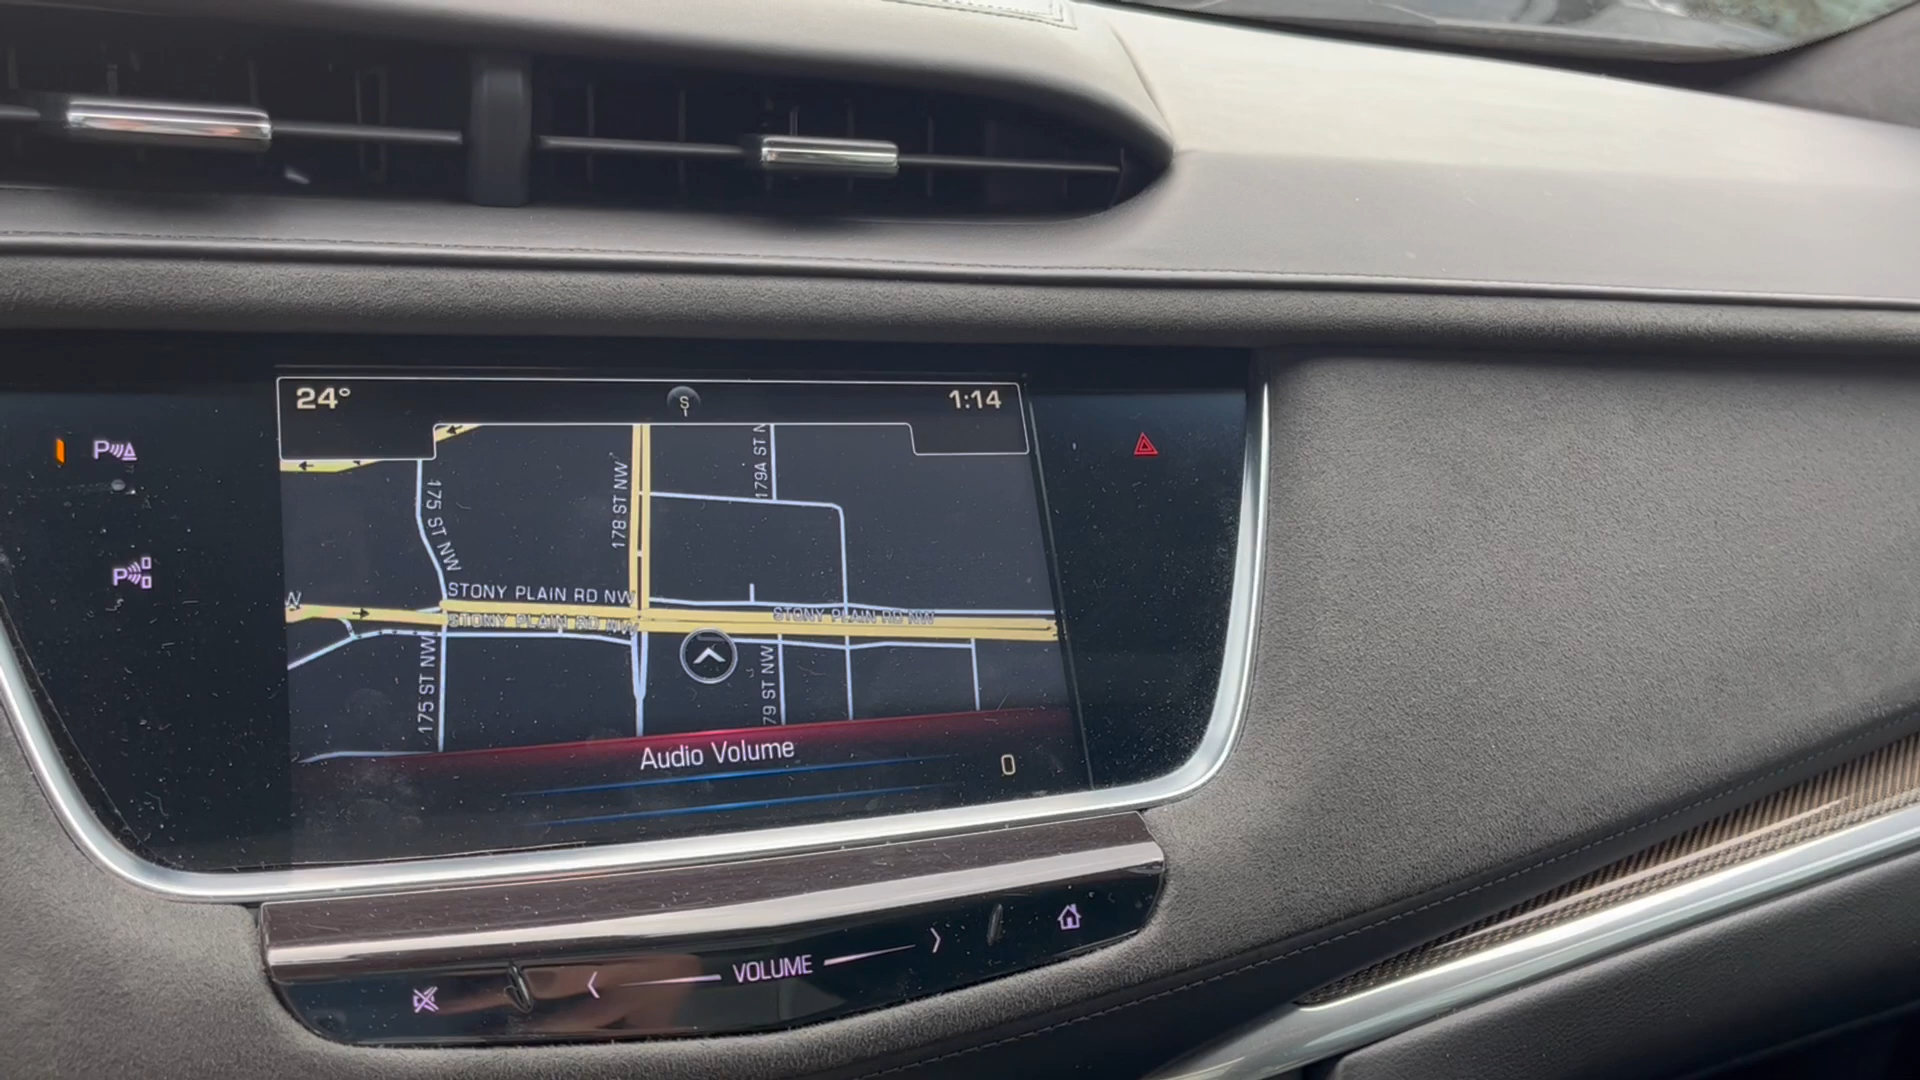 24° S 1:14
179A ST N
175 ST NW
178 ST NW
STONY PLAIN RD NW
STONY PLAIN RD NW
STONY PLAIN RD NW
N
175 ST NW
79 ST NW
Audio Volume
0
P
P
VOLUME